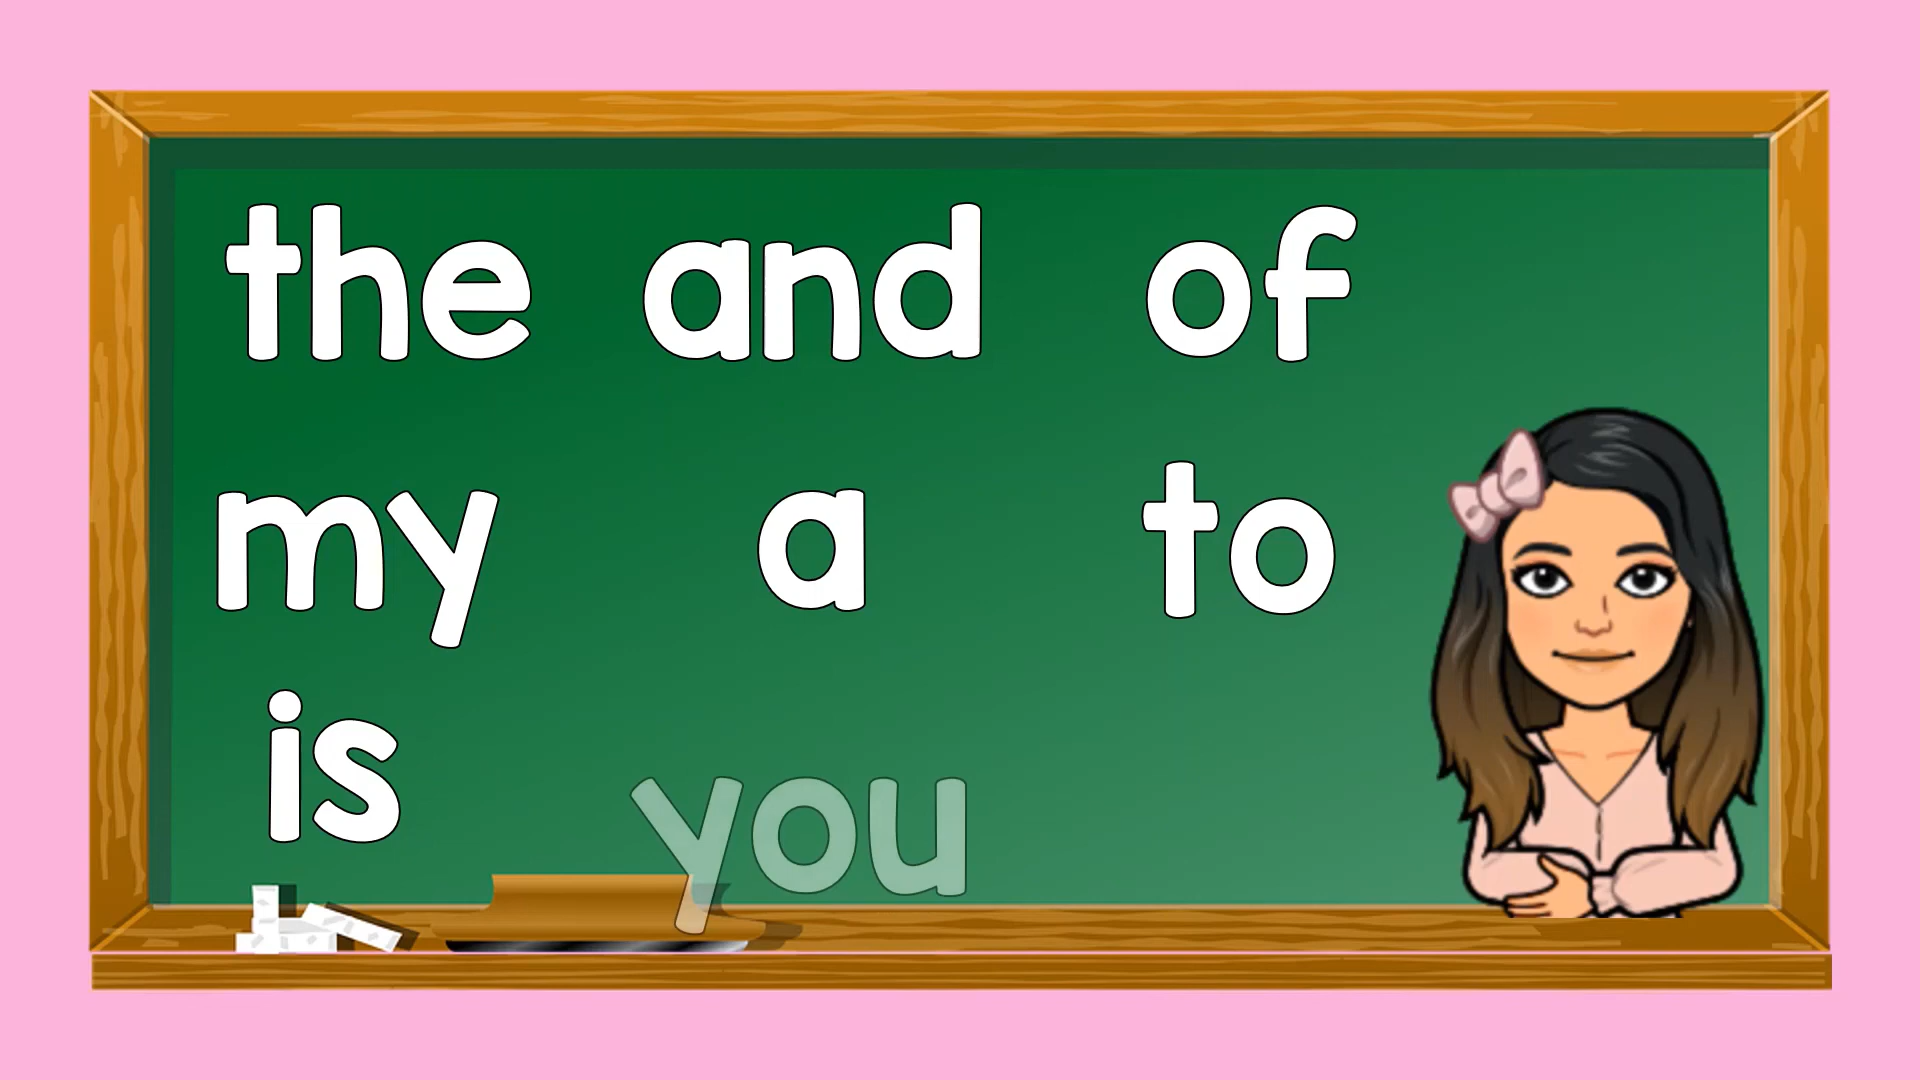 the and of
my a to
is you